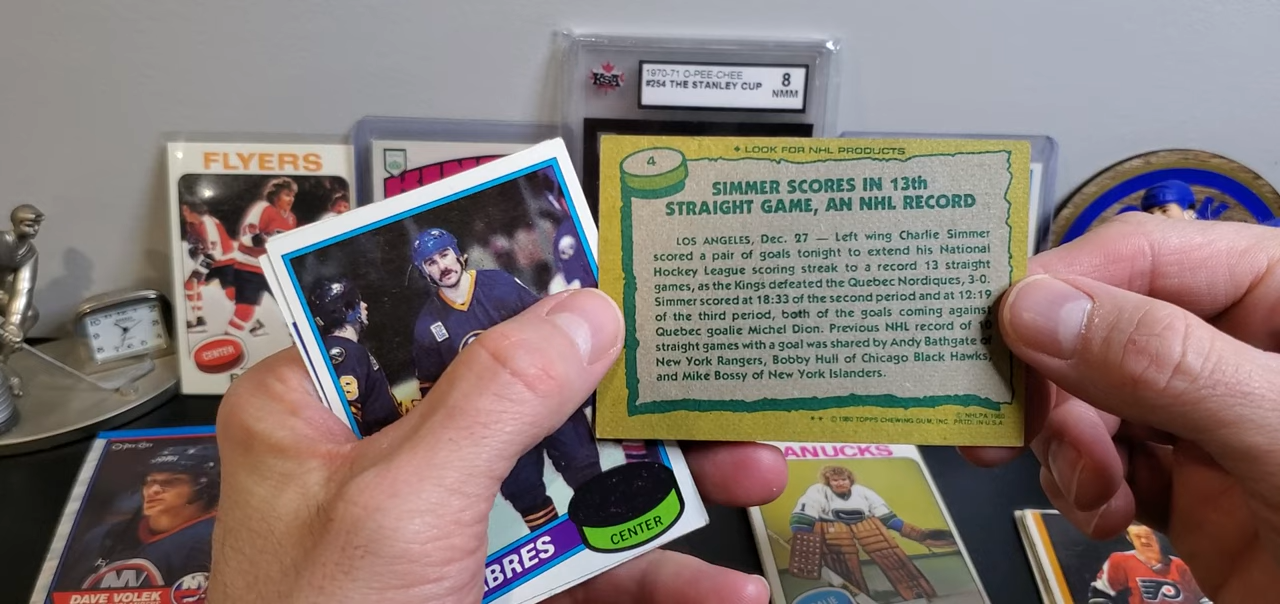 KSA
1970-71 O-PEE-CHEE
#254 THE STANLEY CUP
8
NMM
FLYERS
CENTER
4
✦ LOOK FOR NHL PRODUCTS
SIMMER SCORES IN 13th
STRAIGHT GAME, AN NHL RECORD
LOS ANGELES, Dec. 27 — Left wing Charlie Simmer
scored a pair of goals tonight to extend his National
Hockey League scoring streak to a record 13 straight
games, as the Kings defeated the Quebec Nordiques, 3-0.
Simmer scored at 18:33 of the second period and at 12:19
of the third period, both of the goals coming against
Quebec goalie Michel Dion. Previous NHL record of 10
straight games with a goal was shared by Andy Bathgate of
New York Rangers, Bobby Hull of Chicago Black Hawks,
and Mike Bossy of New York Islanders.
✦✦ © 1980 TOPPS CHEWING GUM, INC. PRTD. IN U.S.A.
© NHLPA 1980
CENTER
BRES
ANUCKS
O-Pee-Chee
DAVE VOLEK